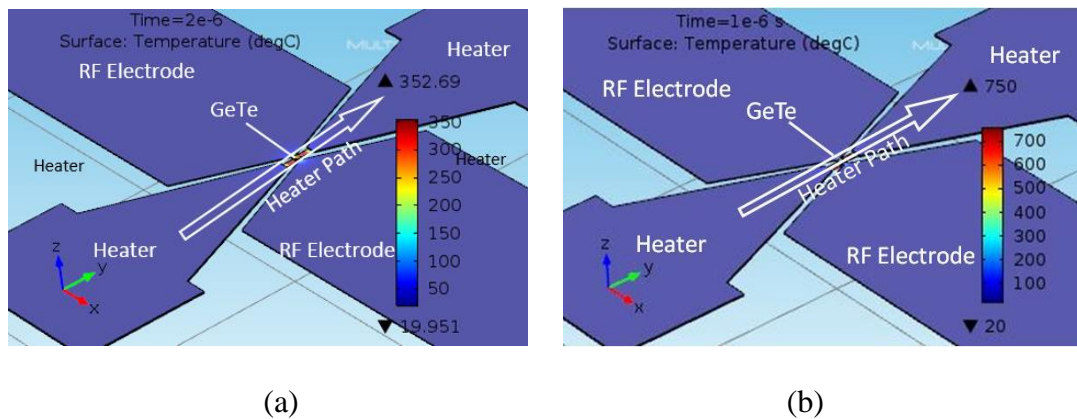 Time=2e-6
Surface: Temperature (degC)
MULT
Heater
RF Electrode
▲ 352.69
GeTe
350
300
Heater
Heater
Heater Path
250
200
Heater
RF Electrode
150
100
50
z
y
x
▼ 19.951
(a)
Time=1e-6 s
Surface: Temperature (degC)
MULT
Heater
RF Electrode
▲ 750
GeTe
Heater Path
700
600
500
400
Heater
RF Electrode
300
200
100
z
y
x
▼ 20
(b)